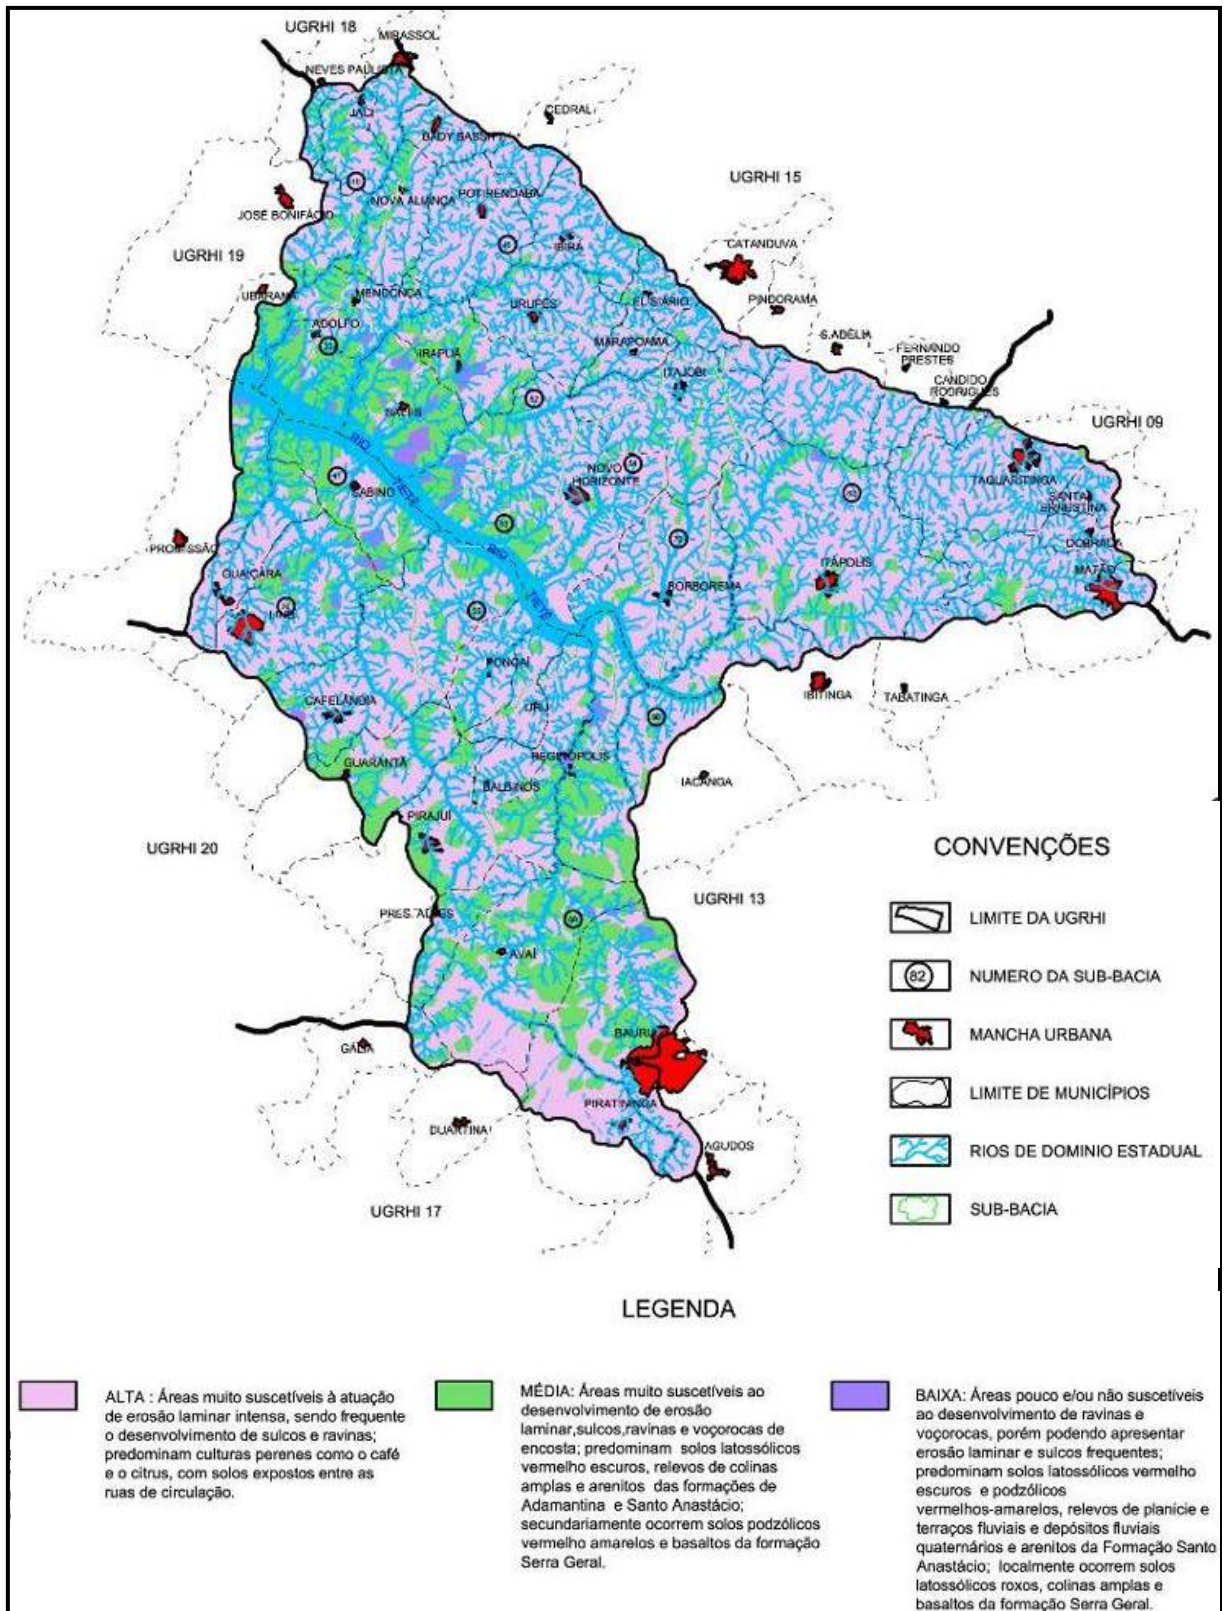 UGRHI 18
MIRASSOL
NEVES PAULISTA
CEDRAL
JACI
BADY BASSITT
UGRHI 15
NOVA ALIANÇA
POTIRENDABA
JOSÉ BONIFÁCIO
IBIRÁ
CATANDUVA
UGRHI 19
UBARANA
MENDONÇA
URUPÊS
ELISIÁRIO
PINDORAMA
ADOLFO
IRAPUÃ
MARAPOAMA
S.ADÉLIA
FERNANDO
PRESTES
ITAJOBI
CANDIDO
RODRIGUES
SALES
UGRHI 09
RIO
TIETÊ
NOVO
HORIZONTE
TAQUARITINGA
SABINO
SANTA
ERNESTINA
RIO
TIETÊ
PROMISSÃO
DOBRADA
GUAIÇARA
ITÁPOLIS
MATÃO
BORBOREMA
LINS
PONGAÍ
IBITINGA
TABATINGA
CAFELÂNDIA
URU
REGINÓPOLIS
GUARANTÃ
BALBINOS
IACANGA
PIRAJUÍ
UGRHI 20
UGRHI 13
PRES. ALVES
AVAÍ
BAURU
GÁLIA
PIRATININGA
DUARTINA
AGUDOS
UGRHI 17
CONVENÇÕES
LIMITE DA UGRHI
82
NUMERO DA SUB-BACIA
MANCHA URBANA
LIMITE DE MUNICÍPIOS
RIOS DE DOMINIO ESTADUAL
SUB-BACIA
LEGENDA
ALTA : Áreas muito suscetíveis à atuação
de erosão laminar intensa, sendo frequente
o desenvolvimento de sulcos e ravinas;
predominam culturas perenes como o café
e o citrus, com solos expostos entre as
ruas de circulação.
MÉDIA: Áreas muito suscetíveis ao
desenvolvimento de erosão
laminar,sulcos,ravinas e voçorocas de
encosta; predominam solos latossólicos
vermelho escuros, relevos de colinas
amplas e arenitos das formações de
Adamantina e Santo Anastácio;
secundariamente ocorrem solos podzólicos
vermelho amarelos e basaltos da formação
Serra Geral.
BAIXA: Áreas pouco e/ou não suscetíveis
ao desenvolvimento de ravinas e
voçorocas, porém podendo apresentar
erosão laminar e sulcos frequentes;
predominam solos latossólicos vermelho
escuros e podzólicos
vermelhos-amarelos, relevos de planície e
terraços fluviais e depósitos fluviais
quaternários e arenitos da Formação Santo
Anastácio; localmente ocorrem solos
latossólicos roxos, colinas amplas e
basaltos da formação Serra Geral.